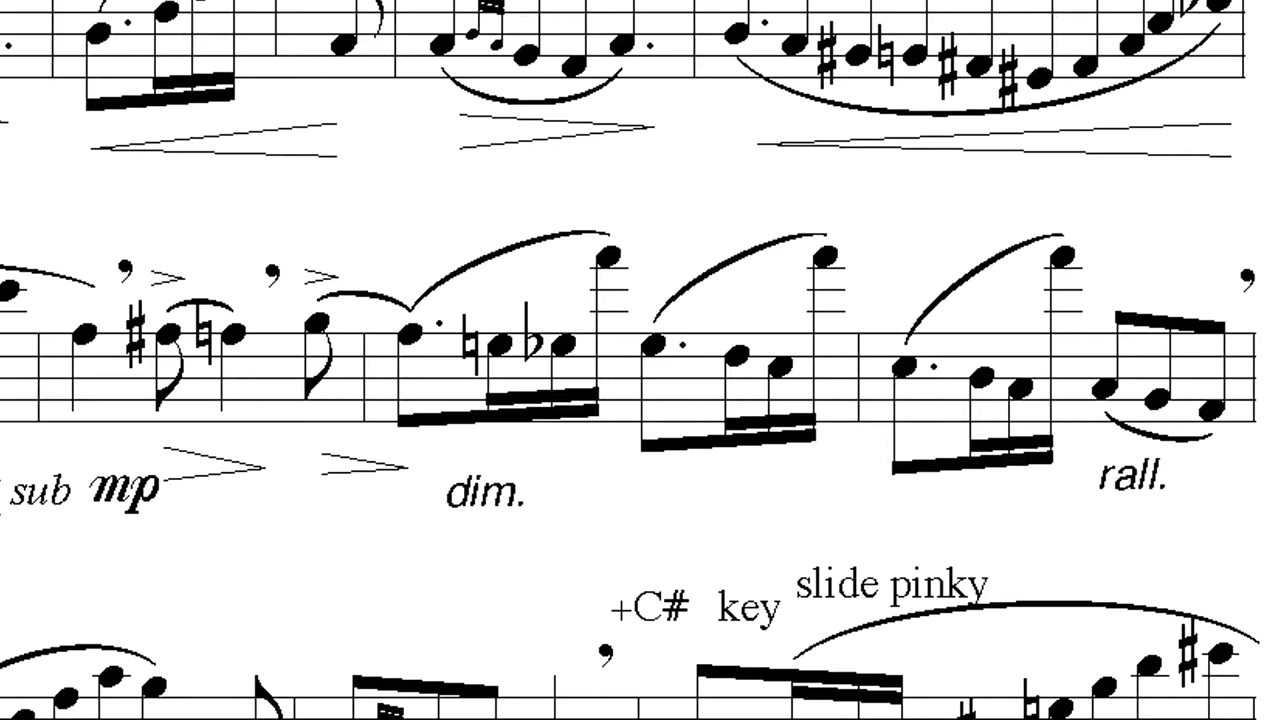 sub mp
dim.
rall.
slide pinky
+C# key